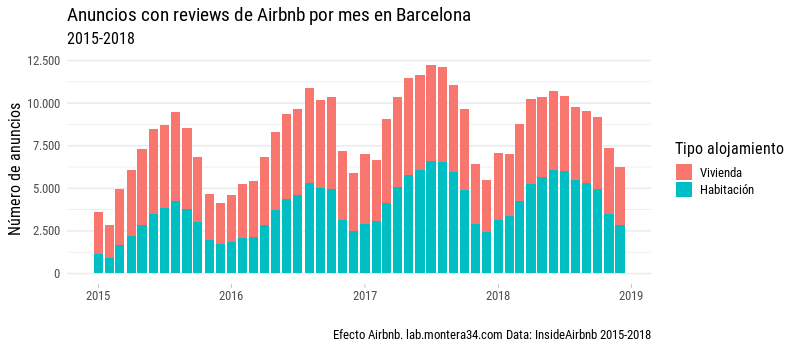 Anuncios con reviews de Airbnb por mes en Barcelona
2015-2018
Número de anuncios
12.500
10.000
7.500
5.000
2.500
0
2015 2016 2017 2018 2019
Tipo alojamiento
Vivienda
Habitación
Efecto Airbnb. lab.montera34.com Data: InsideAirbnb 2015-2018